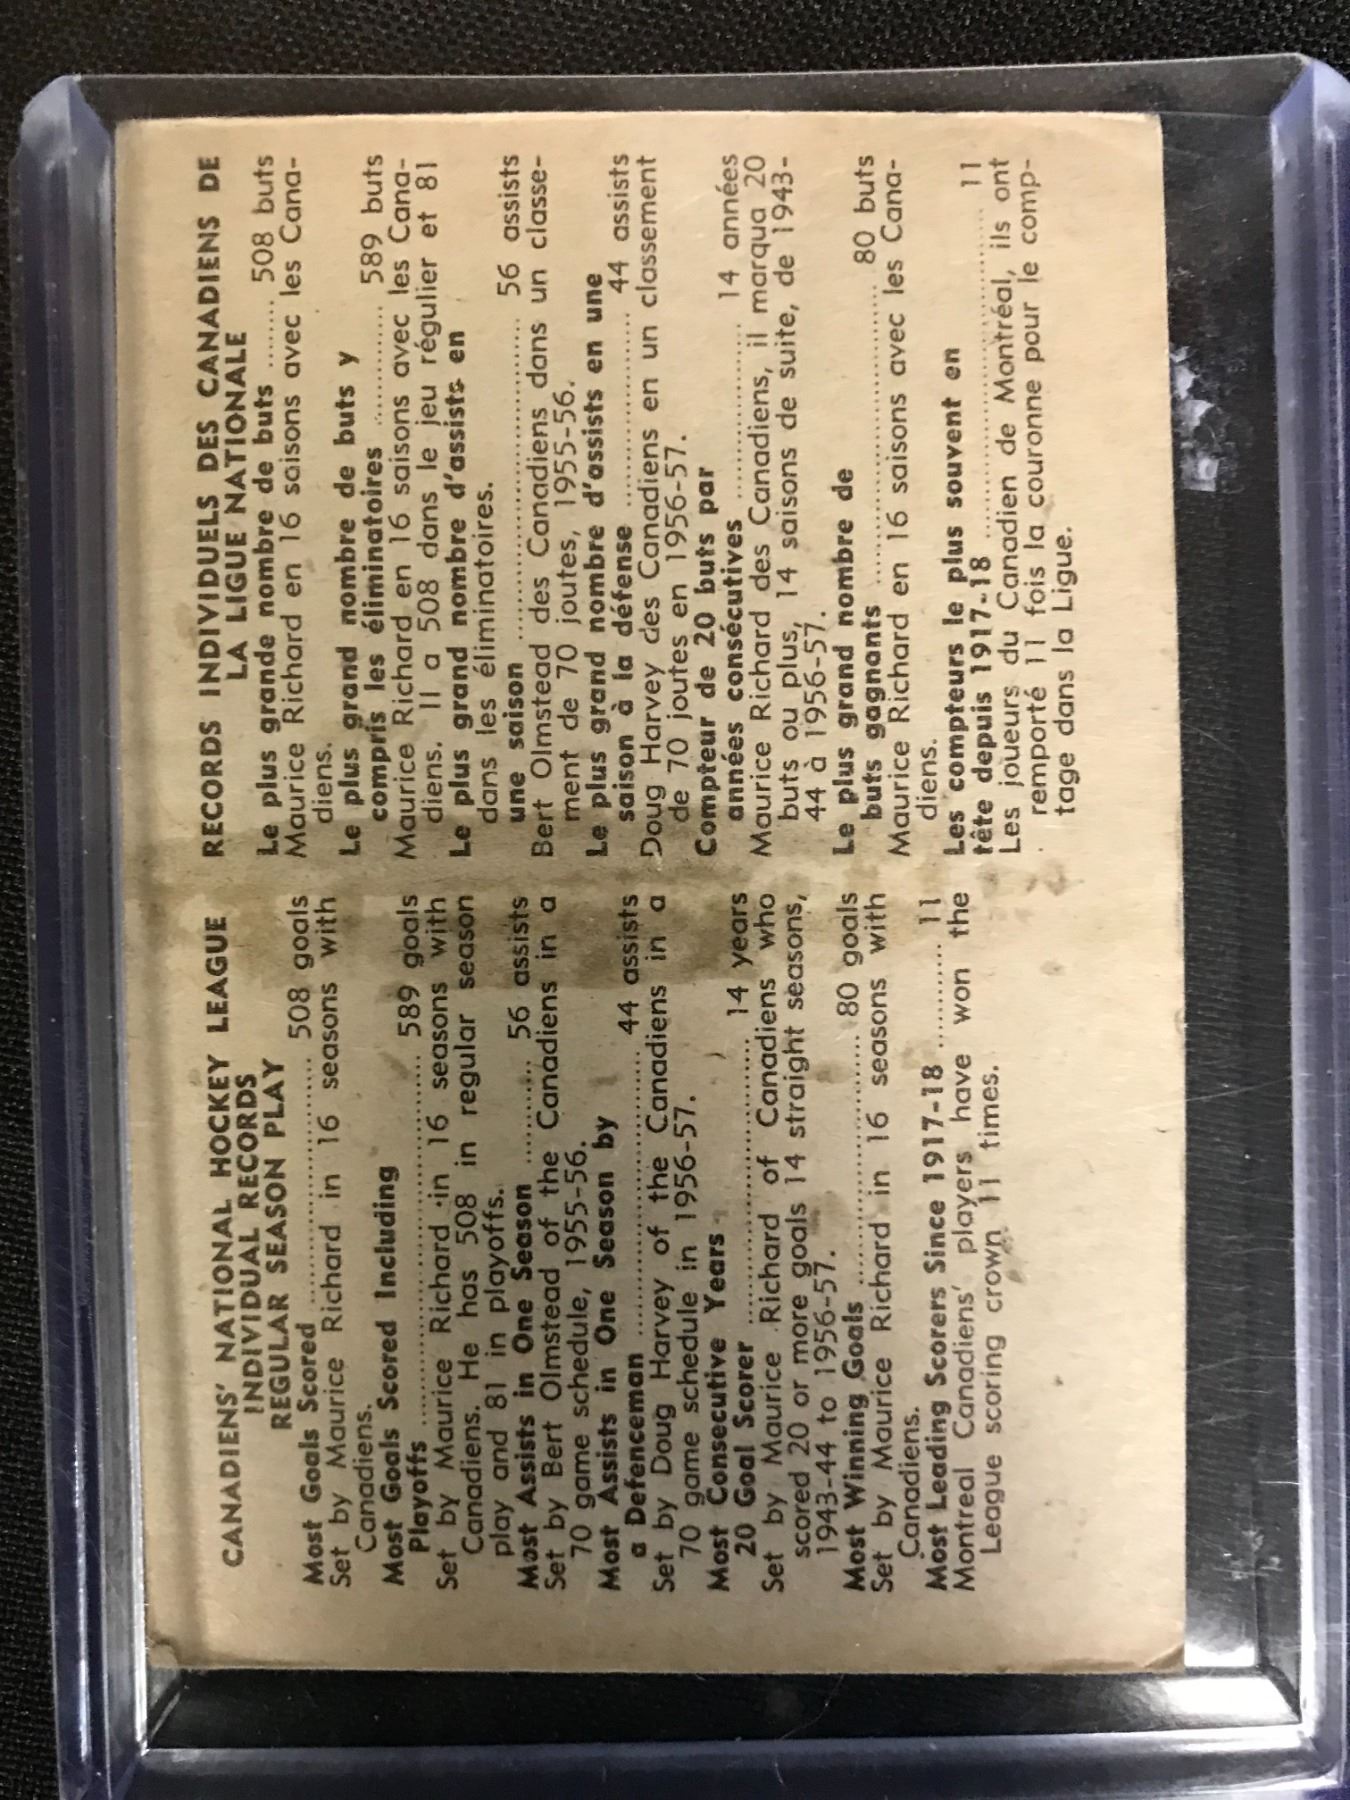 CANADIENS' NATIONAL HOCKEY LEAGUE
INDIVIDUAL RECORDS
REGULAR SEASON PLAY
Most Goals Scored ........................ 508 goals
Set by Maurice Richard in 16 seasons with
Canadiens.
Most Goals Scored Including
Playoffs ........................ 589 goals
Set by Maurice Richard in 16 seasons with
Canadiens. He has 508 in regular season
play and 81 in playoffs.
Most Assists in One Season .......... 56 assists
Set by Bert Olmstead of the Canadiens in a
70 game schedule, 1955-56.
Most Assists in One Season by
a Defenceman ........................ 44 assists
Set by Doug Harvey of the Canadiens in a
70 game schedule in 1956-57.
Most Consecutive Years
20 Goal Scorer ........................ 14 years
Set by Maurice Richard of Canadiens who
scored 20 or more goals 14 straight seasons,
1943-44 to 1956-57.
Most Winning Goals ........................ 80 goals
Set by Maurice Richard in 16 seasons with
Canadiens.
Most Leading Scorers Since 1917-18 .......... 11
Montreal Canadiens' players have won the
League scoring crown 11 times.
RECORDS INDIVIDUELS DES CANADIENS DE
LA LIGUE NATIONALE
Le plus grande nombre de buts ....... 508 buts
Maurice Richard en 16 saisons avec les Cana-
diens.
Le plus grand nombre de buts y
compris les éliminatoires ............ 589 buts
Maurice Richard en 16 saisons avec les Cana-
diens. Il a 508 dans le jeu régulier et 81
Le plus grand nombre d'assists en
dans les éliminatoires.
une saison ........................ 56 assists
Bert Olmstead des Canadiens dans un classe-
ment de 70 joutes, 1955-56.
Le plus grand nombre d'assists en une
saison à la défense ................ 44 assists
Doug Harvey des Canadiens en un classement
de 70 joutes en 1956-57.
Compteur de 20 buts par
années consécutives ................ 14 années
Maurice Richard des Canadiens, il marqua 20
buts ou plus, 14 saisons de suite, de 1943-
44 à 1956-57.
Le plus grand nombre de
buts gagnants ........................ 80 buts
Maurice Richard en 16 saisons avec les Cana-
diens.
Les compteurs le plus souvent en
tête depuis 1917-18 ........................ 11
Les joueurs du Canadien de Montréal, ils ont
remporté 11 fois la couronne pour le comp-
tage dans la Ligue.